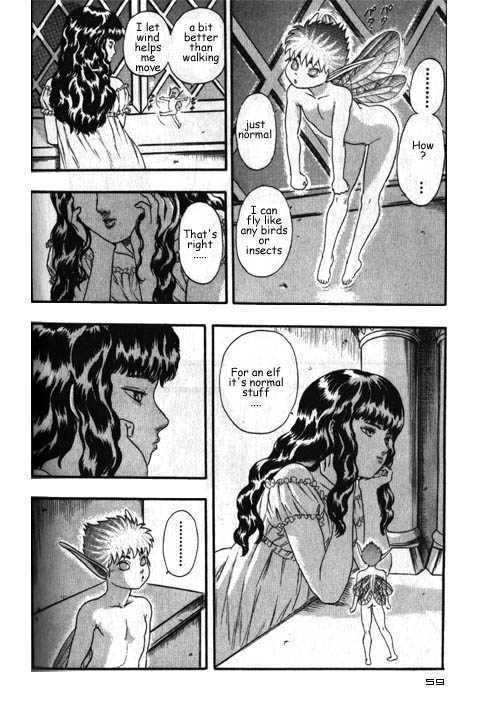 I let
wind
helps
me
move
a bit
better
than
walking
.........
How
?
...
just
normal
I can
fly like
any birds
or
insects
That's
right
.....
For an elf
it's normal
stuff
....
.........
59